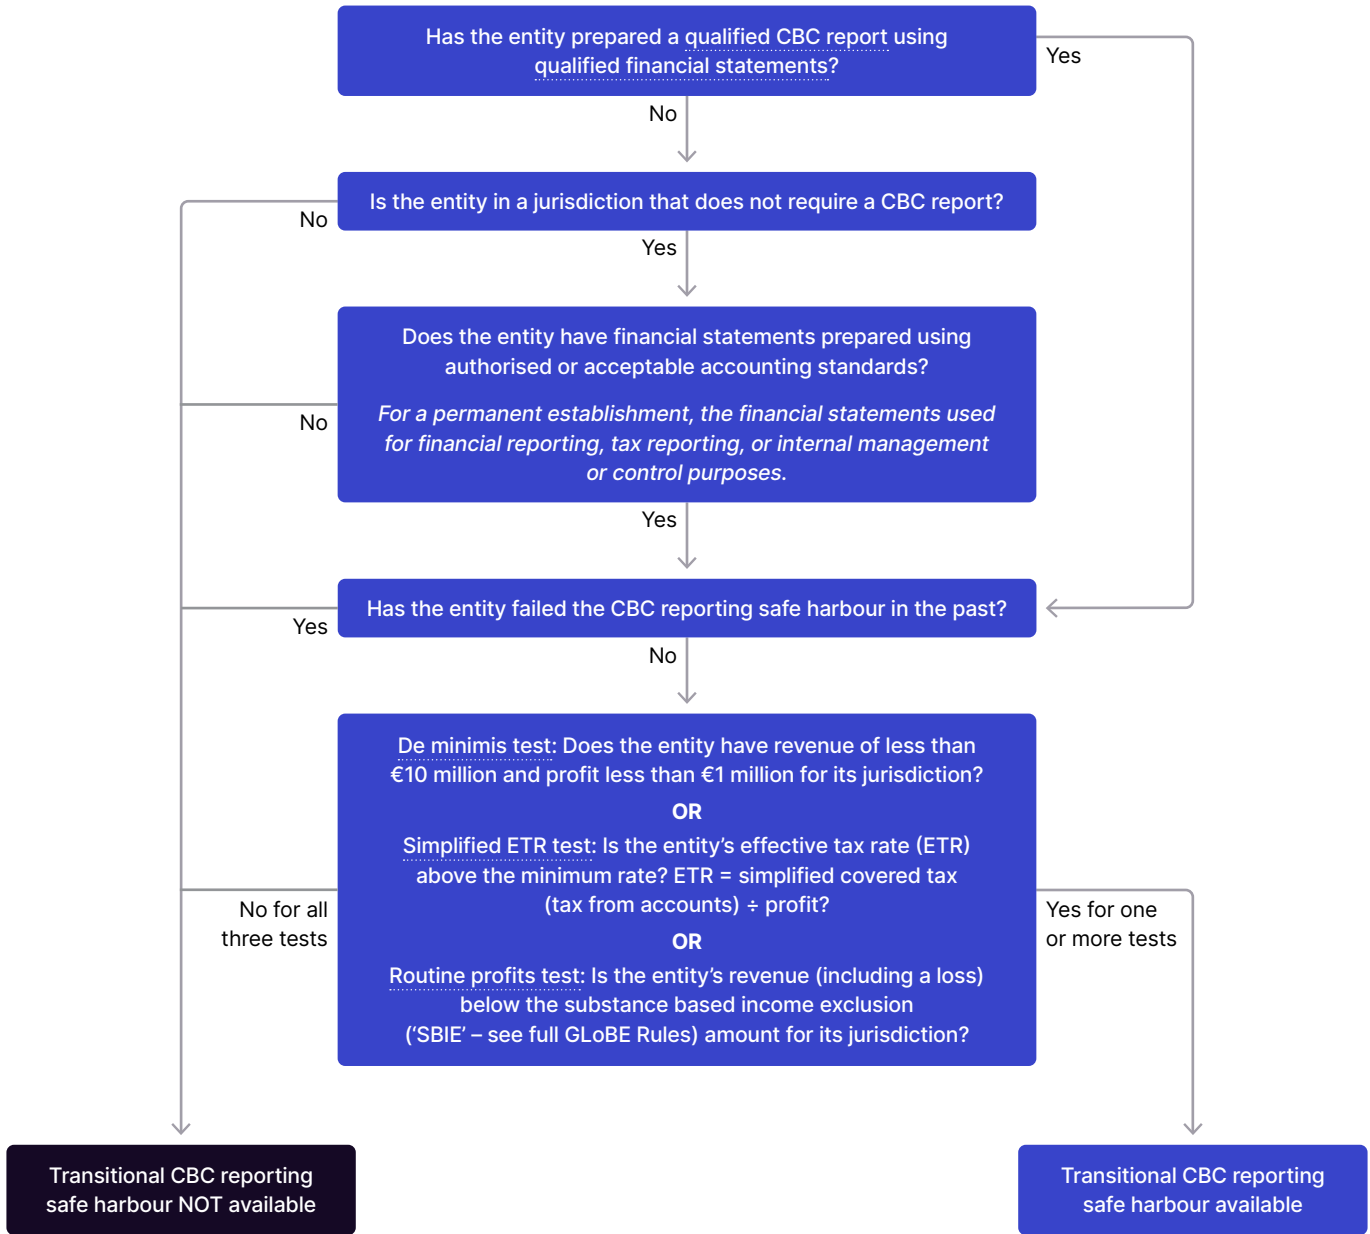 Has the entity prepared a qualified CBC report using
qualified financial statements?
Yes
No
Is the entity in a jurisdiction that does not require a CBC report?
No
Yes
Does the entity have financial statements prepared using
authorised or acceptable accounting standards?
For a permanent establishment, the financial statements used
for financial reporting, tax reporting, or internal management
or control purposes.
No
Yes
Has the entity failed the CBC reporting safe harbour in the past?
Yes
No
De minimis test: Does the entity have revenue of less than
€10 million and profit less than €1 million for its jurisdiction?
OR
Simplified ETR test: Is the entity’s effective tax rate (ETR)
above the minimum rate? ETR = simplified covered tax
(tax from accounts) ÷ profit?
OR
Routine profits test: Is the entity’s revenue (including a loss)
below the substance based income exclusion
(‘SBIE’ – see full GLoBE Rules) amount for its jurisdiction?
No for all
three tests
Yes for one
or more tests
Transitional CBC reporting
safe harbour NOT available
Transitional CBC reporting
safe harbour available